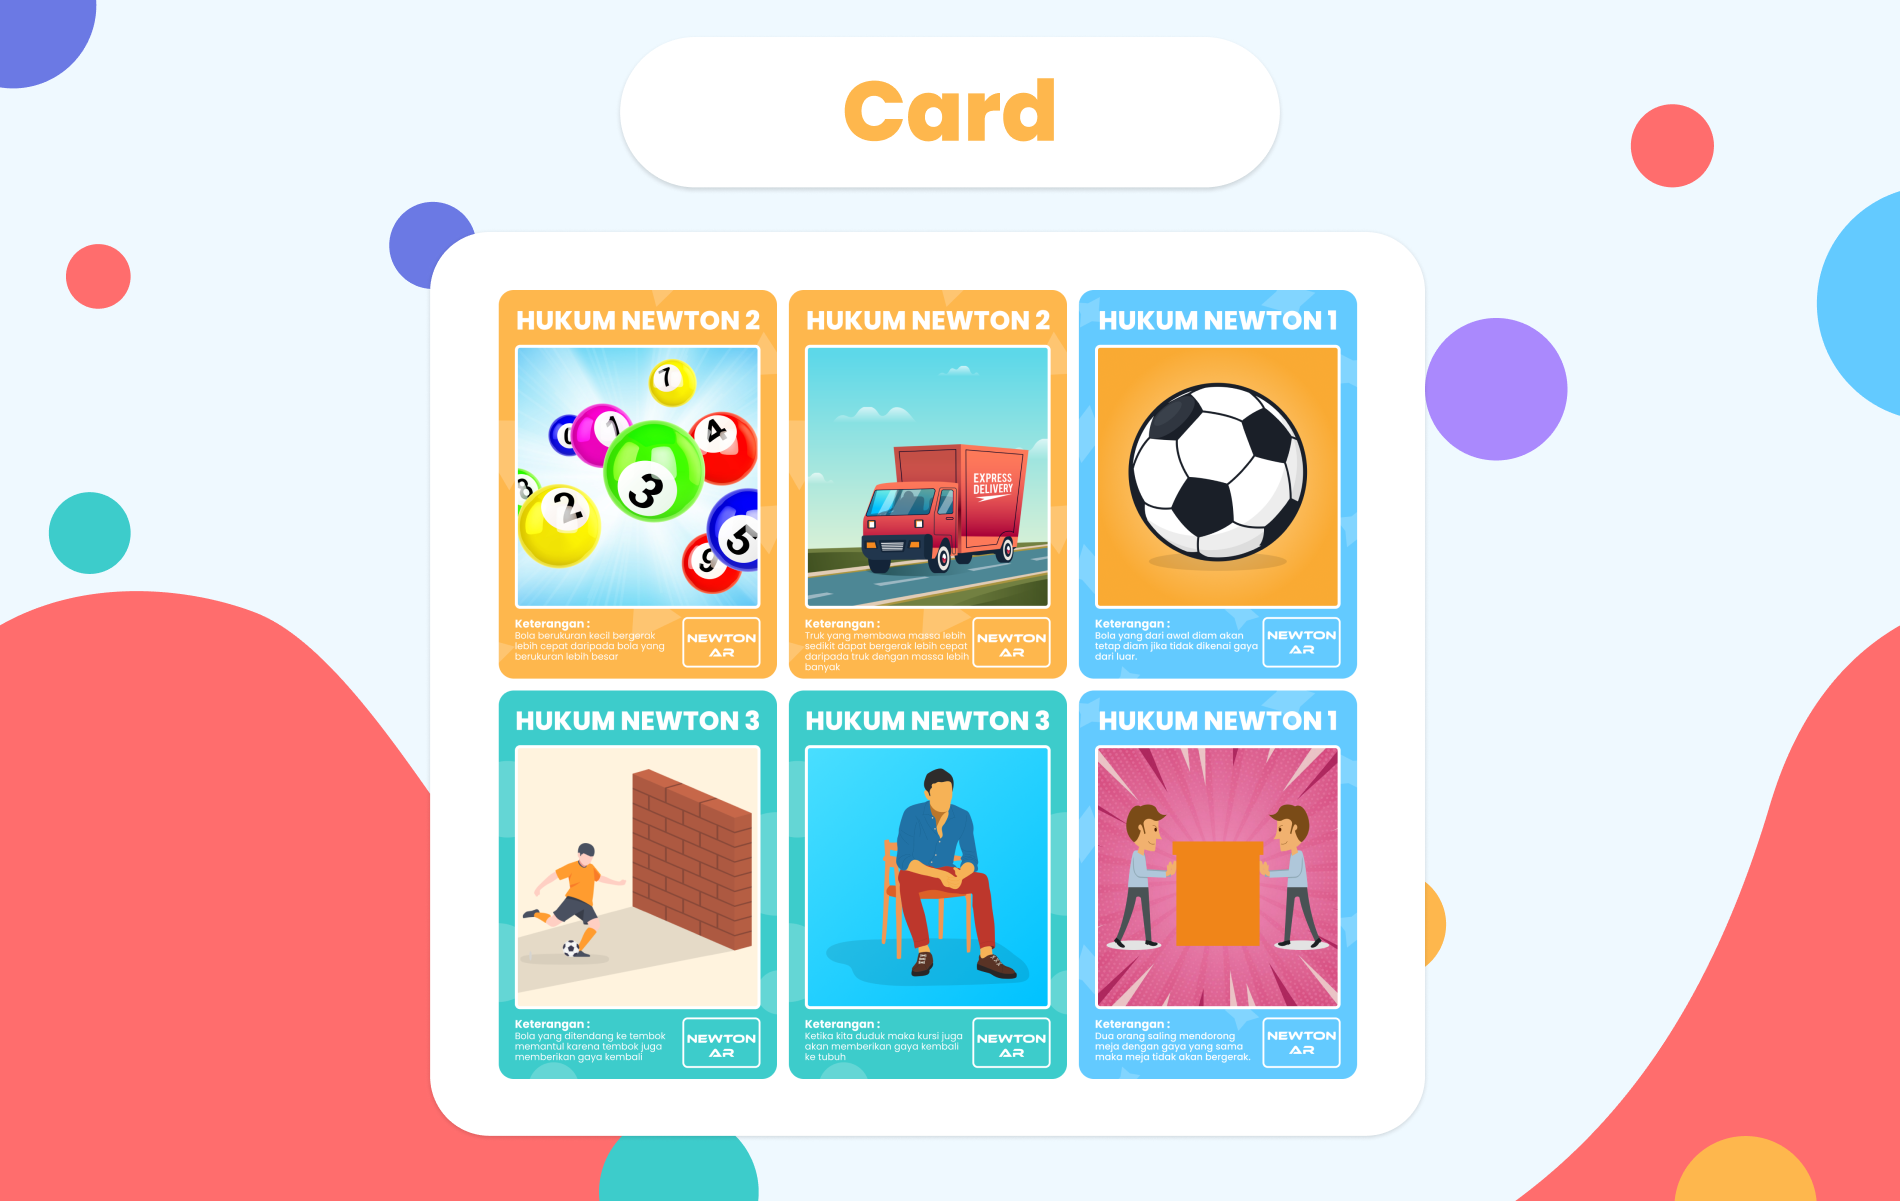 Card
HUKUM NEWTON 2
7
0
1
4
3
8
2
5
9
Keterangan :
Bola berukuran kecil bergerak
lebih cepat daripada bola yang
berukuran lebih besar
NEWTON
AR
HUKUM NEWTON 2
EXPRESS
DELIVERY
Keterangan :
Truk yang membawa massa lebih
sedikit dapat bergerak lebih cepat
daripada truk dengan massa lebih
banyak
NEWTON
AR
HUKUM NEWTON 1
Keterangan :
Bola yang dari awal diam akan
tetap diam jika tidak dikenai gaya
dari luar.
NEWTON
AR
HUKUM NEWTON 3
Keterangan :
Bola yang ditendang ke tembok
memantul karena tembok juga
memberikan gaya kembali
NEWTON
AR
HUKUM NEWTON 3
Keterangan :
Ketika kita duduk maka kursi juga
akan memberikan gaya kembali
ke tubuh
NEWTON
AR
HUKUM NEWTON 1
Keterangan :
Dua orang saling mendorong
meja dengan gaya yang sama
maka meja tidak akan bergerak.
NEWTON
AR